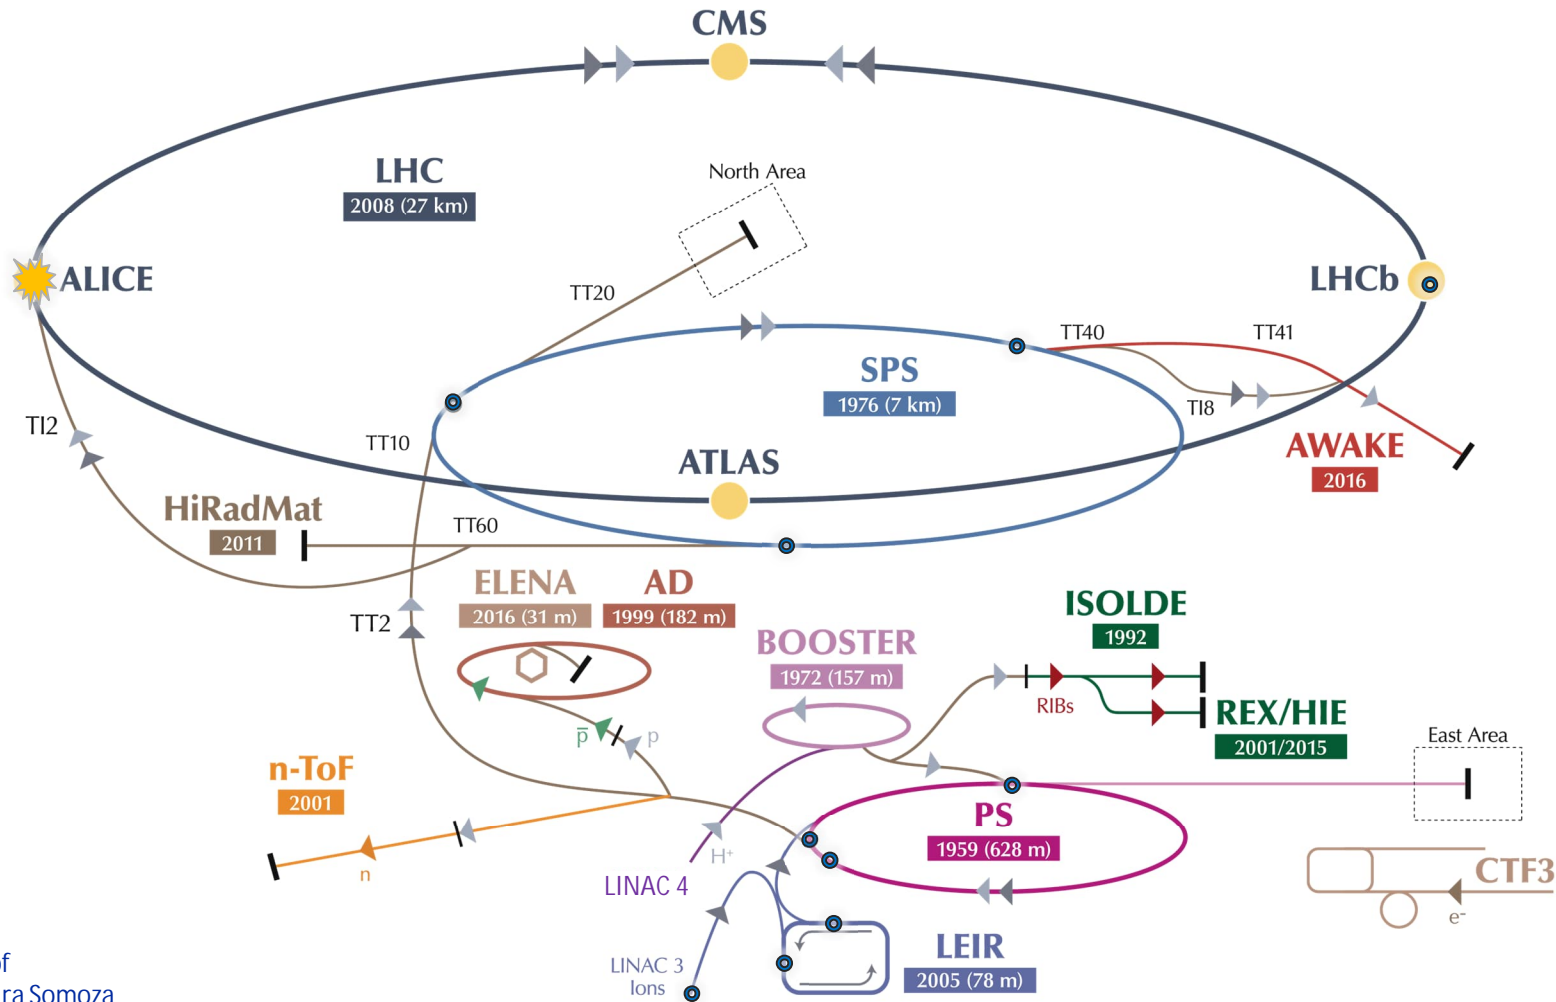 CMS
LHC
2008 (27 km)
North Area
ALICE
LHCb
TT20
TT40
TT41
SPS
1976 (7 km)
TI8
TI2
TT10
ATLAS
AWAKE
2016
HiRadMat
2011
TT60
ELENA
2016 (31 m)
AD
1999 (182 m)
ISOLDE
1992
TT2
BOOSTER
1972 (157 m)
RIBs
REX/HIE
2001/2015
p̅
p
East Area
n-ToF
2001
PS
1959 (628 m)
H⁺
n
LINAC 4
CTF3
e⁻
LEIR
2005 (78 m)
LINAC 3
Ions
of
ra Somoza